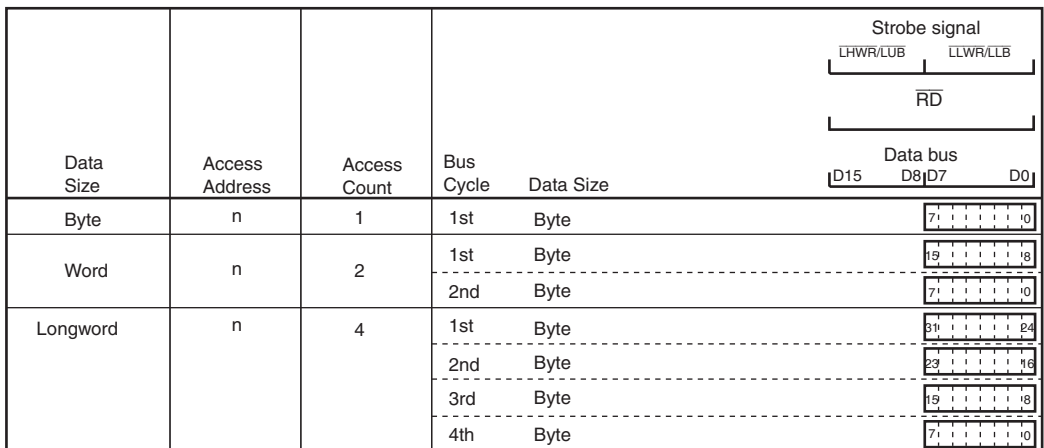 Strobe signal
LHWR/LUB LLWR/LLB
RD
Data Size Access Address Access Count Bus Cycle Data Size Data bus
D15 D8 D7 D0
Byte n 1 1st Byte 7 0
Word n 2 1st Byte 15 8
2nd Byte 7 0
Longword n 4 1st Byte 31 24
2nd Byte 23 16
3rd Byte 15 8
4th Byte 7 0